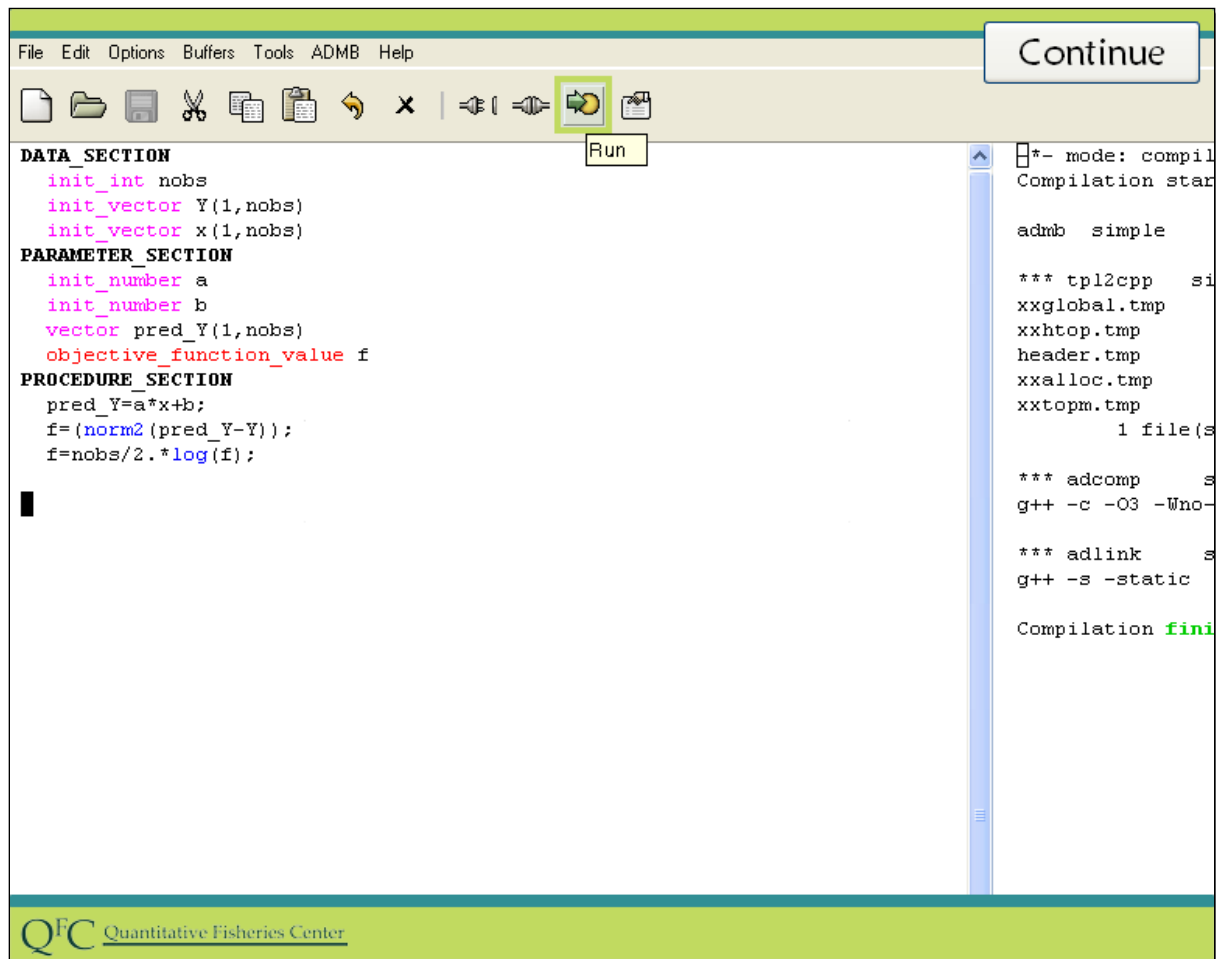 File Edit Options Buffers Tools ADMB Help
Continue
Run
DATA_SECTION
init_int nobs
init_vector Y(1,nobs)
init_vector x(1,nobs)
PARAMETER_SECTION
init_number a
init_number b
vector pred_Y(1,nobs)
objective_function_value f
PROCEDURE_SECTION
pred_Y=a*x+b;
f=(norm2(pred_Y-Y));
f=nobs/2.*log(f);
-*- mode: compil
Compilation star
admb simple
*** tpl2cpp si
xxglobal.tmp
xxhtop.tmp
header.tmp
xxalloc.tmp
xxtopm.tmp
1 file(s
*** adcomp s
g++ -c -O3 -Wno-
*** adlink s
g++ -s -static
Compilation fini
QFC Quantitative Fisheries Center